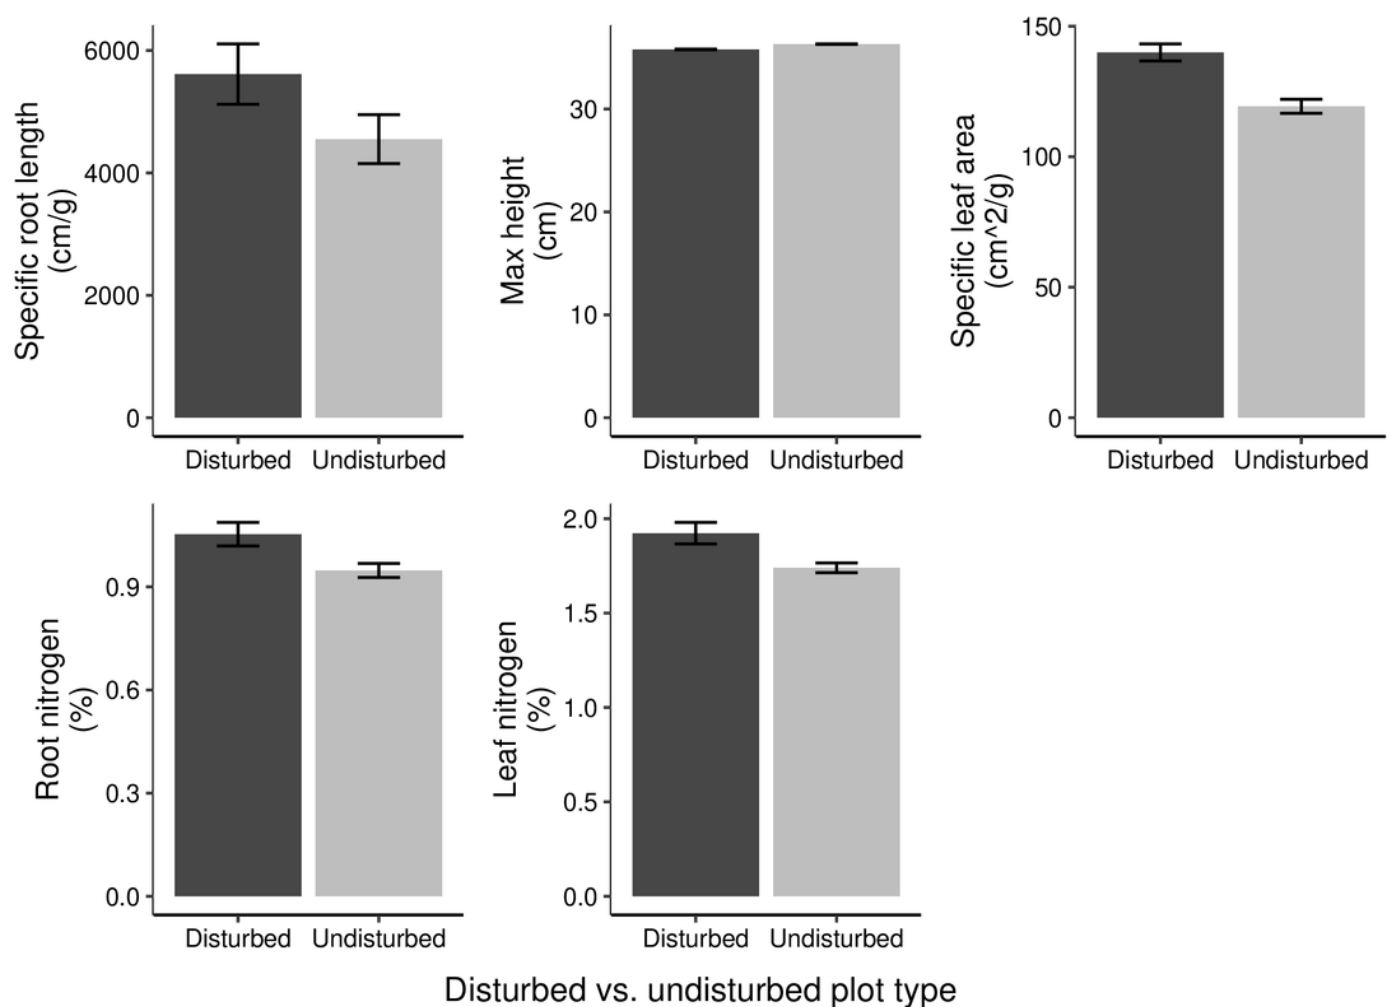 Specific root length
(cm/g)
6000
4000
2000
0
Disturbed Undisturbed
Max height
(cm)
30
20
10
0
Disturbed Undisturbed
Specific leaf area
(cm^2/g)
150
100
50
0
Disturbed Undisturbed
Root nitrogen
(%)
0.9
0.6
0.3
0.0
Disturbed Undisturbed
Leaf nitrogen
(%)
2.0
1.5
1.0
0.5
0.0
Disturbed Undisturbed
Disturbed vs. undisturbed plot type